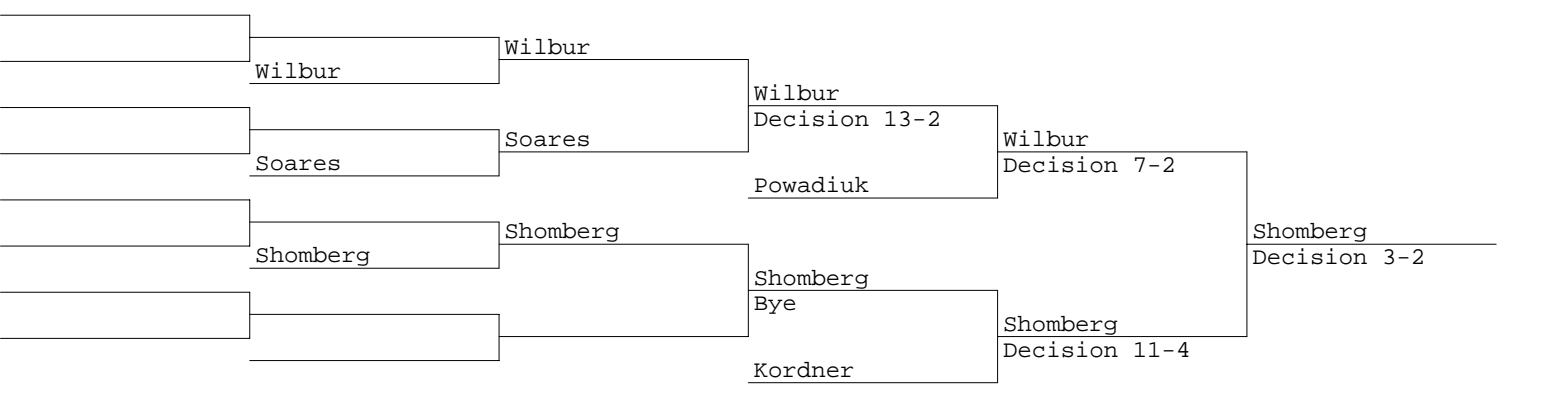 Wilbur
Soares
Shomberg
Wilbur
Soares
Shomberg
Wilbur
Decision 13-2
Powadiuk
Shomberg
Bye
Kordner
Wilbur
Decision 7-2
Shomberg
Decision 11-4
Shomberg
Decision 3-2